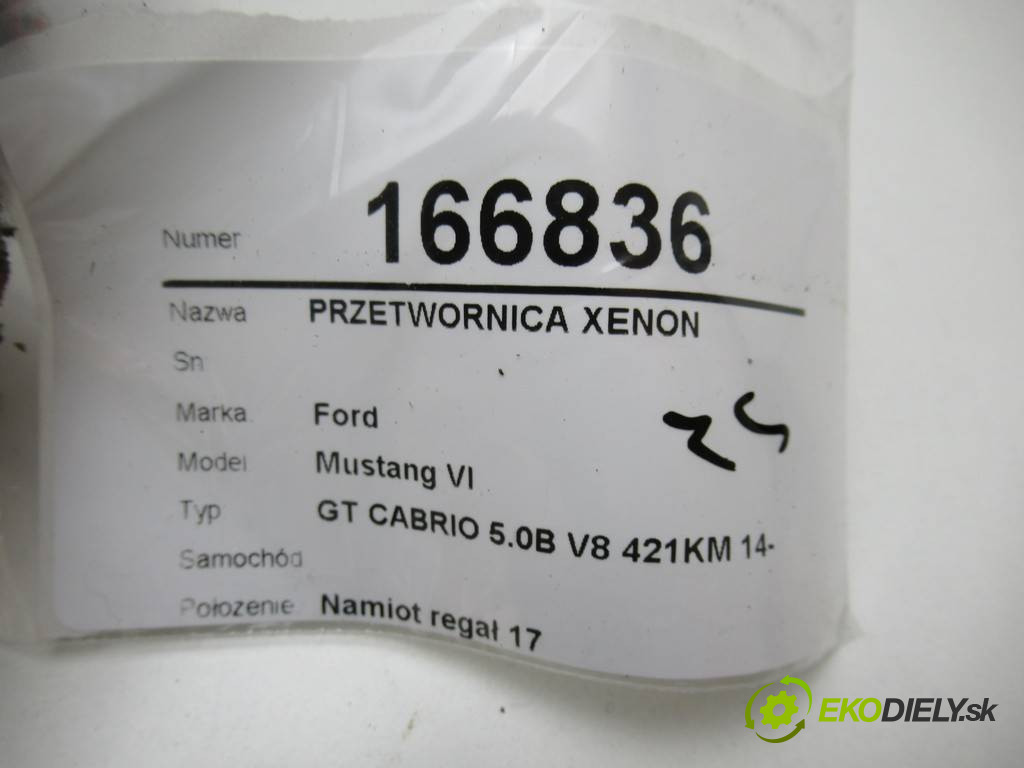 Numer 166836
Nazwa PRZETWORNICA XENON
Sn
Marka Ford
Model Mustang VI
Typ GT CABRIO 5.0B V8 421KM 14-
Samochód
Położenie Namiot regał 17
EKODIELY.sk